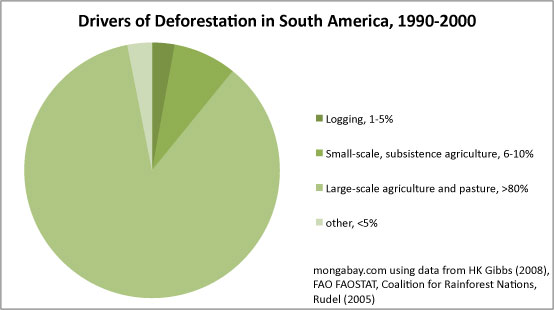 Drivers of Deforestation in South America, 1990-2000
Logging, 1-5%
Small-scale, subsistence agriculture, 6-10%
Large-scale agriculture and pasture, >80%
other, <5%
mongabay.com using data from HK Gibbs (2008),
FAO FAOSTAT, Coalition for Rainforest Nations,
Rudel (2005)